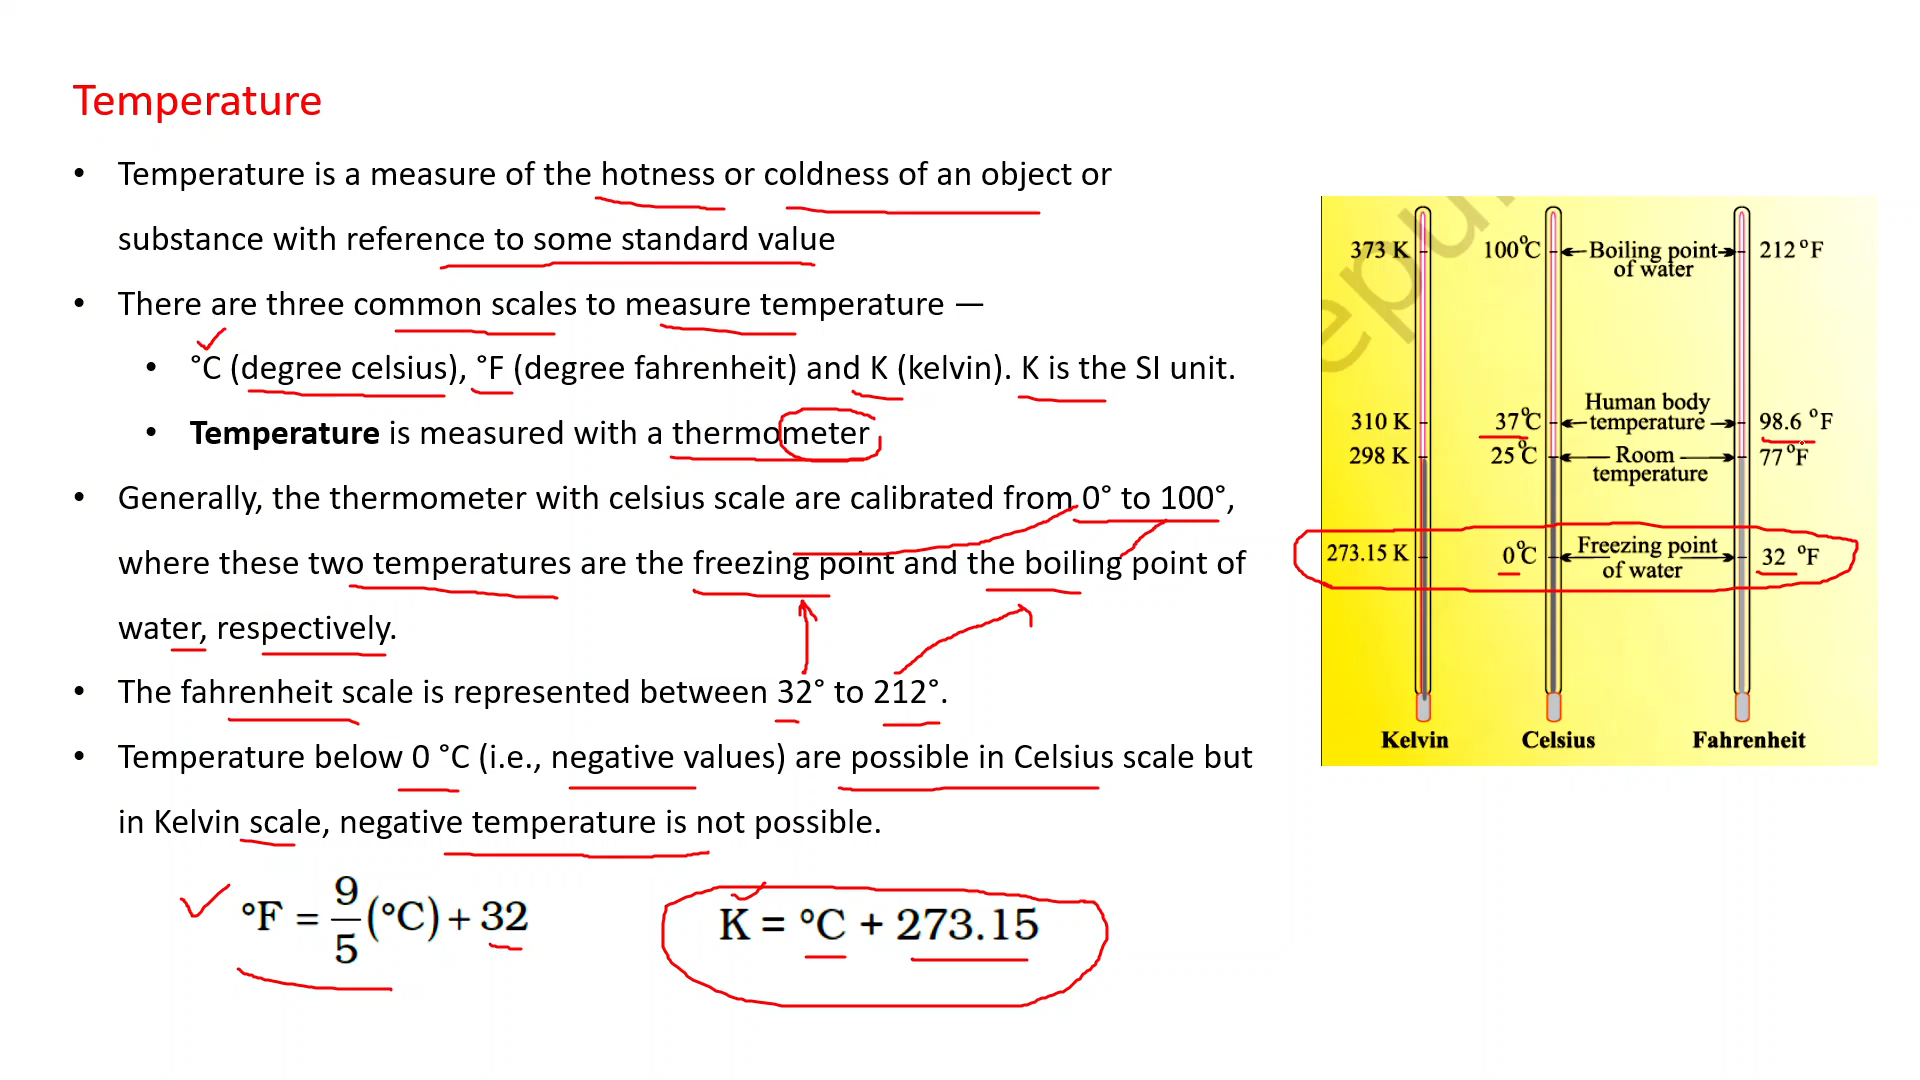 Temperature
• Temperature is a measure of the hotness or coldness of an object or
substance with reference to some standard value
• There are three common scales to measure temperature —
• °C (degree celsius), °F (degree fahrenheit) and K (kelvin). K is the SI unit.
• Temperature is measured with a thermometer
• Generally, the thermometer with celsius scale are calibrated from 0° to 100°,
where these two temperatures are the freezing point and the boiling point of
water, respectively.
• The fahrenheit scale is represented between 32° to 212°.
• Temperature below 0 °C (i.e., negative values) are possible in Celsius scale but
in Kelvin scale, negative temperature is not possible.
°F = 9/5 (°C) + 32
K = °C + 273.15
373 K 100°C Boiling point 212 °F
of water
Human body
310 K 37°C temperature 98.6 °F
298 K 25°C Room 77 °F
temperature
273.15 K 0°C Freezing point 32 °F
of water
Kelvin Celsius Fahrenheit